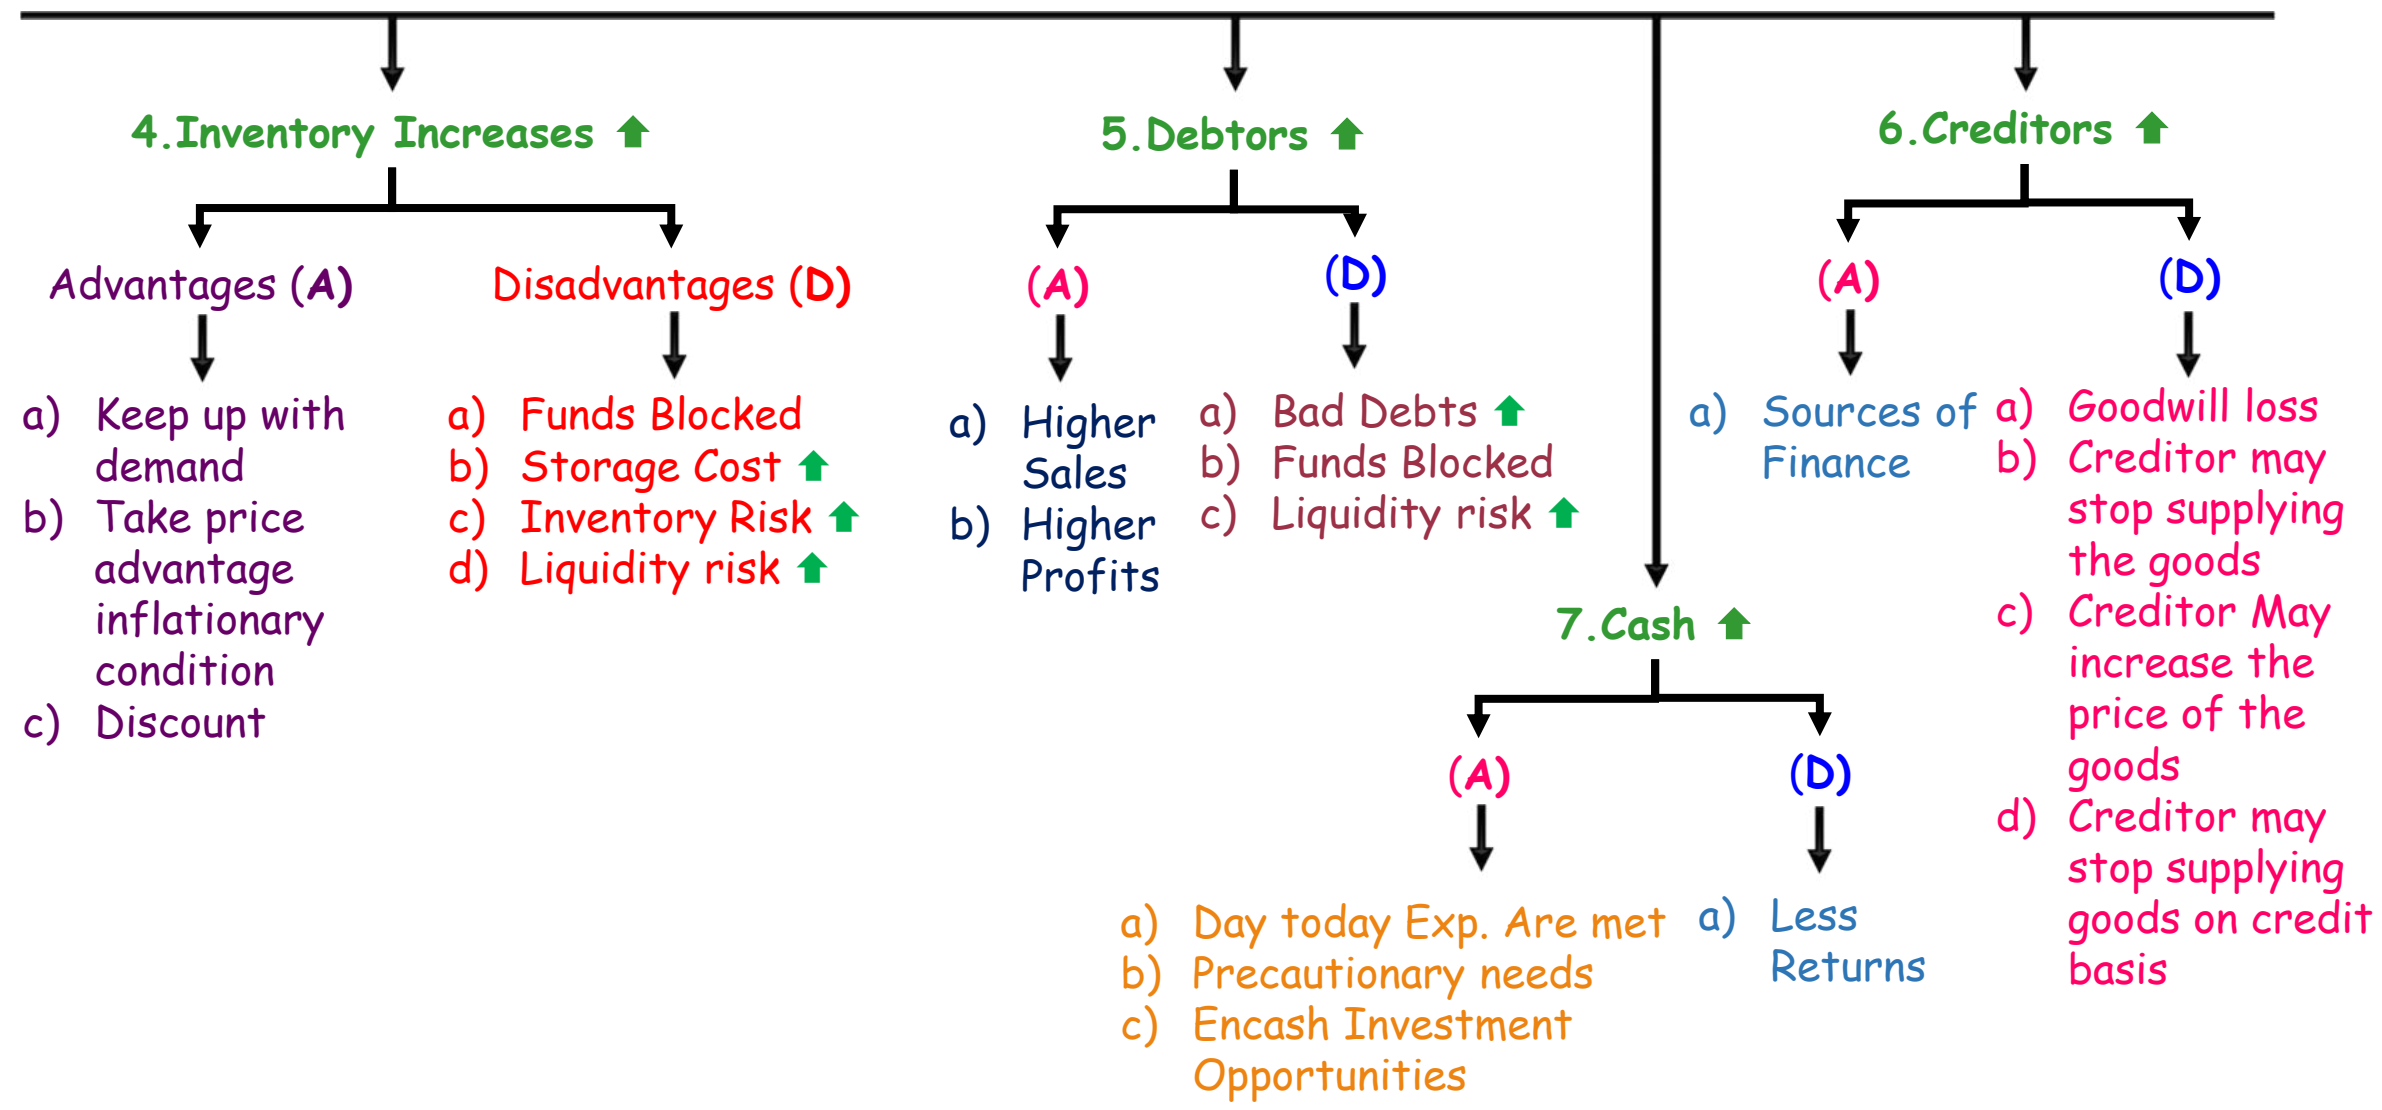 4.Inventory Increases
Advantages (A)
a) Keep up with
demand
b) Take price
advantage
inflationary
condition
c) Discount
Disadvantages (D)
a) Funds Blocked
b) Storage Cost
c) Inventory Risk
d) Liquidity risk
5.Debtors
(A)
a) Higher
Sales
b) Higher
Profits
(D)
a) Bad Debts
b) Funds Blocked
c) Liquidity risk
6.Creditors
(A)
a) Sources of
Finance
(D)
a) Goodwill loss
b) Creditor may
stop supplying
the goods
c) Creditor May
increase the
price of the
goods
d) Creditor may
stop supplying
goods on credit
basis
7.Cash
(A)
a) Day today Exp. Are met
b) Precautionary needs
c) Encash Investment
Opportunities
(D)
a) Less
Returns